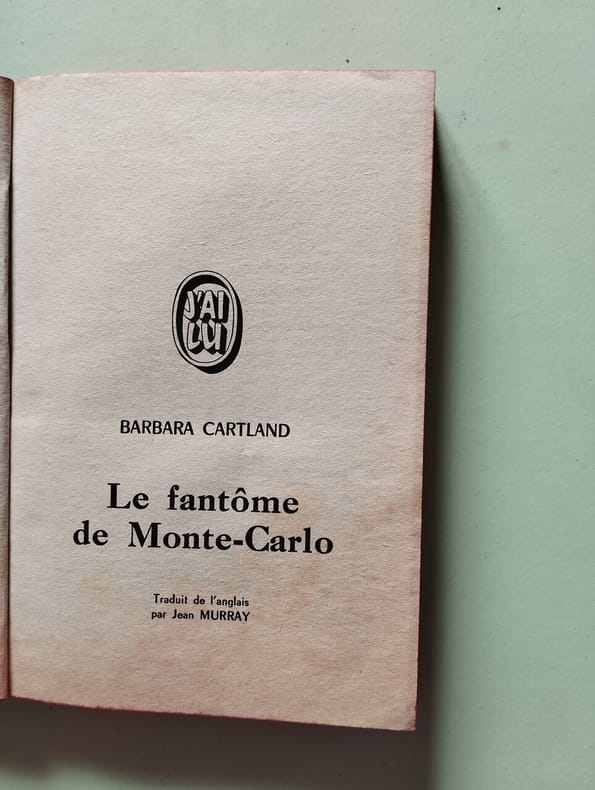 J'AI
LU
BARBARA CARTLAND
Le fantôme
de Monte-Carlo
Traduit de l'anglais
par Jean MURRAY